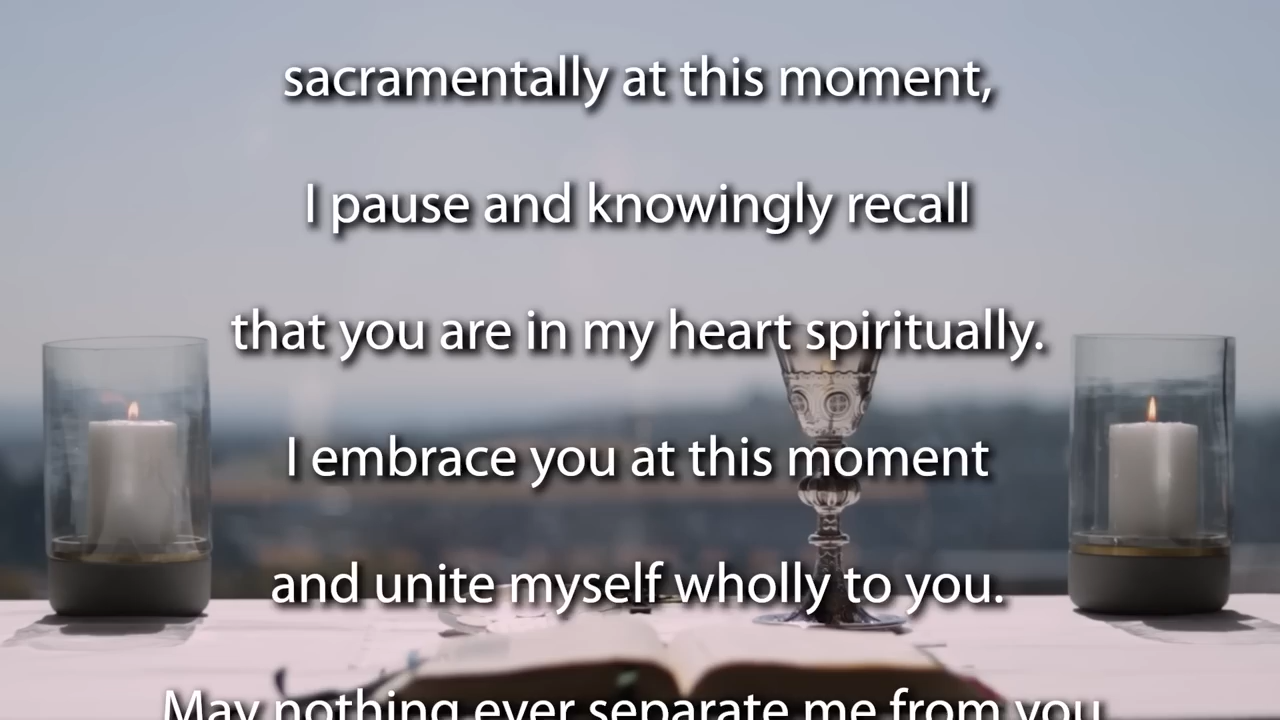 sacramentally at this moment,
I pause and knowingly recall
that you are in my heart spiritually.
I embrace you at this moment
and unite myself wholly to you.
May nothing ever separate me from you